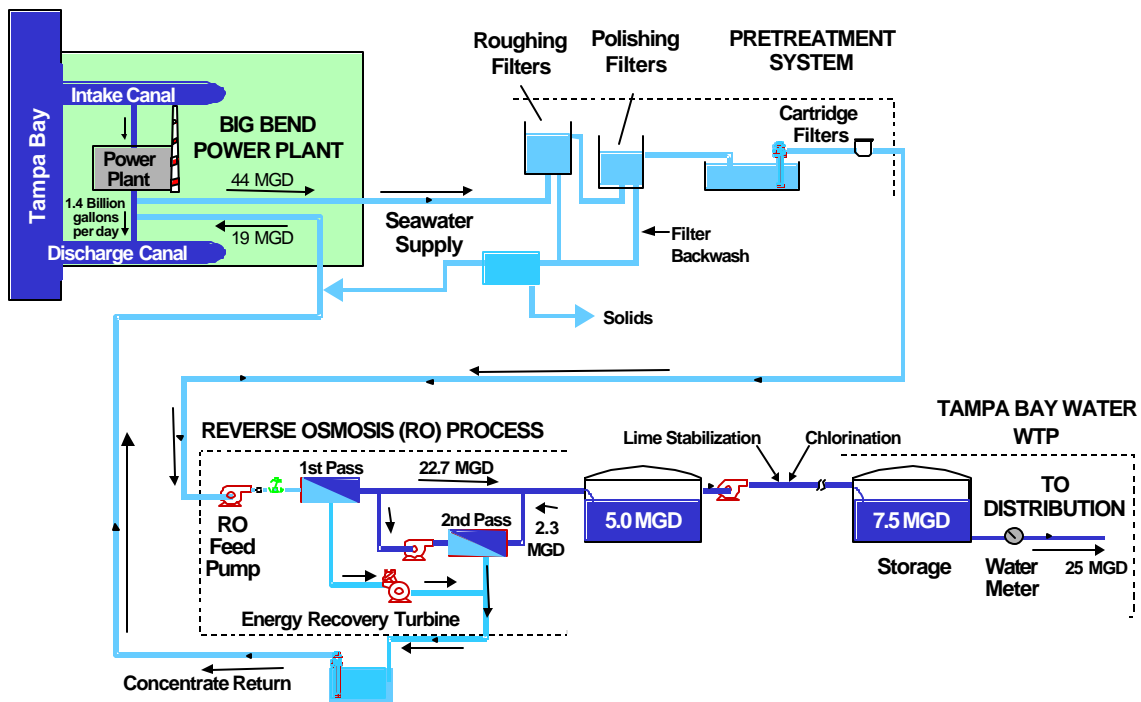 Roughing
Filters
Polishing
Filters
PRETREATMENT
SYSTEM
Tampa Bay
Intake Canal
BIG BEND
POWER PLANT
Power
Plant
Cartridge
Filters
44 MGD
1.4 Billion
gallons
per day
19 MGD
Seawater
Supply
Filter
Backwash
Discharge Canal
Solids
TAMPA BAY WATER
WTP
REVERSE OSMOSIS (RO) PROCESS
Lime Stabilization
Chlorination
1st Pass
22.7 MGD
TO
DISTRIBUTION
RO
Feed
Pump
2nd Pass
2.3
MGD
5.0 MGD
7.5 MGD
Storage
Water
Meter
25 MGD
Energy Recovery Turbine
Concentrate Return